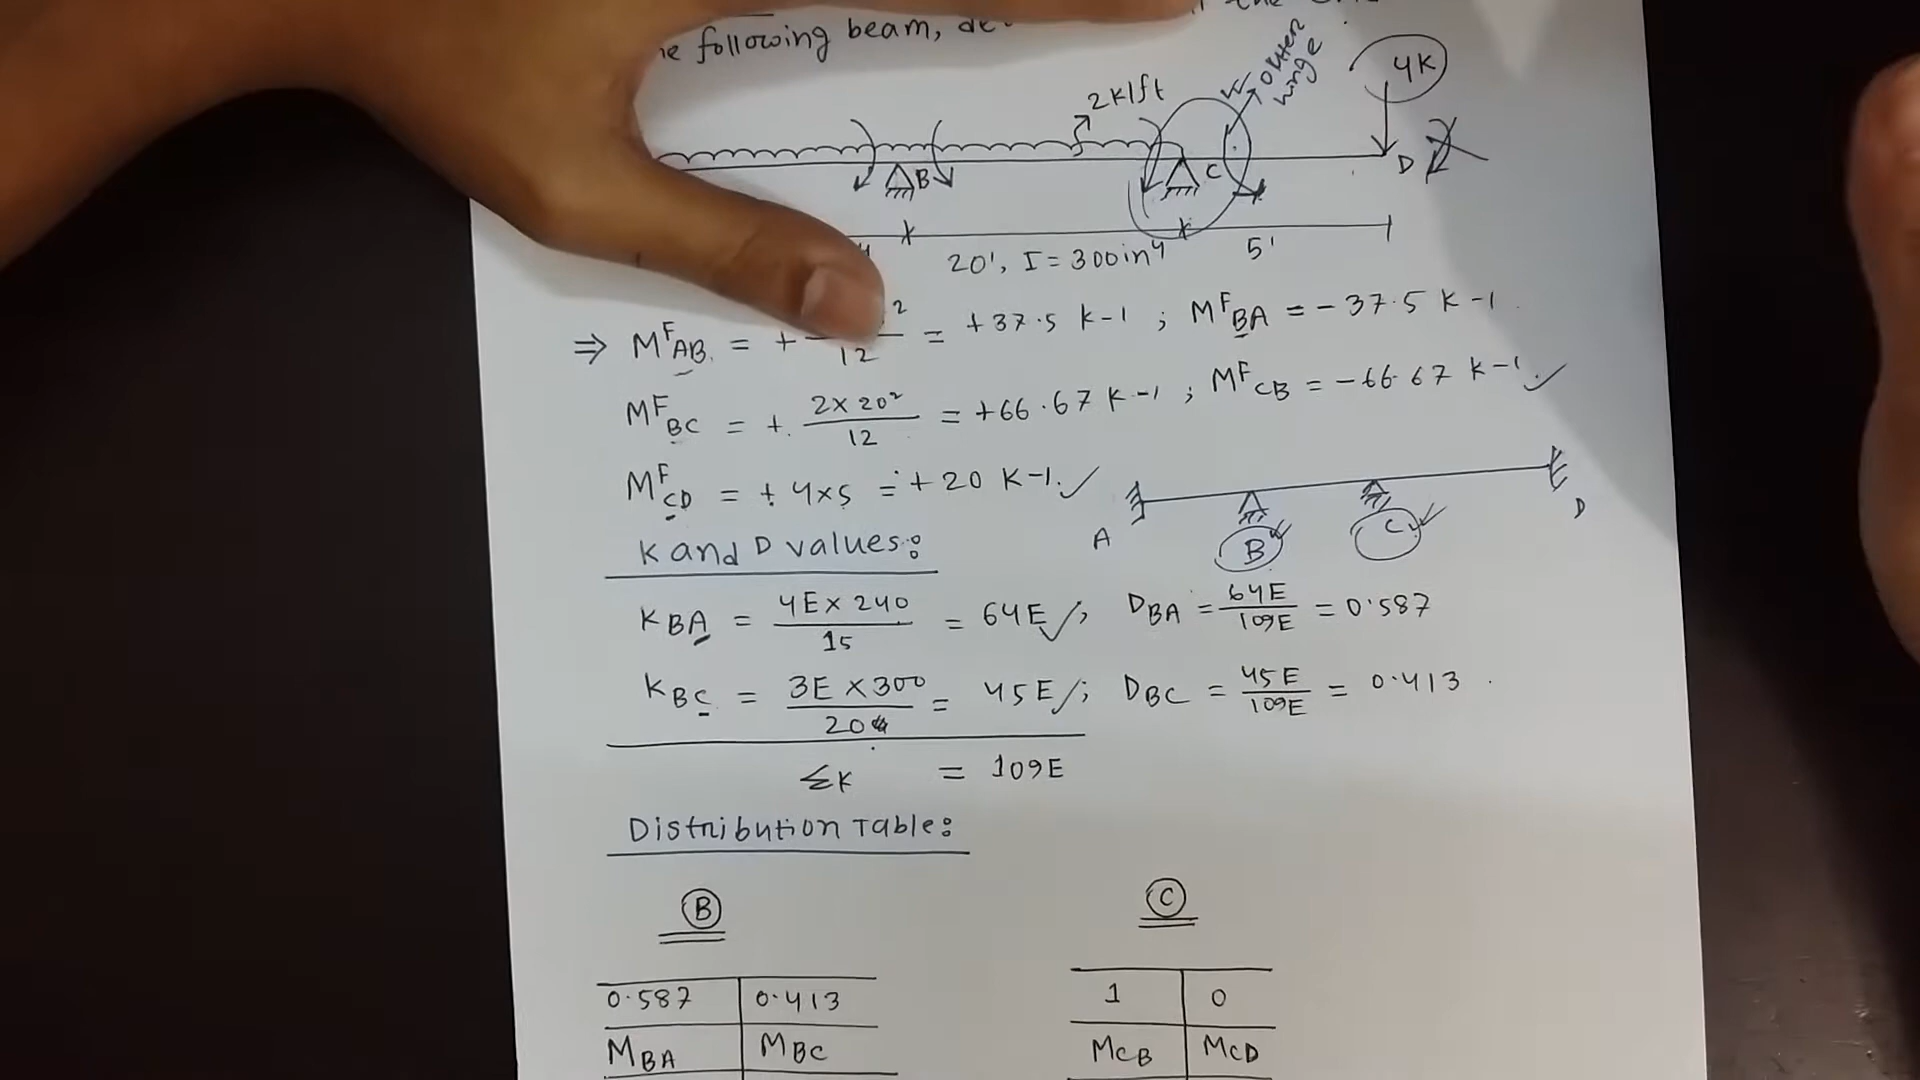 following beam, de
4K
outer
hinge
2K/ft
B
C
D
20', I = 300in⁴
5'
⇒ Mᶠ_AB = + ² / 12 = +37.5 K-1 ; Mᶠ_BA = -37.5 K-1
Mᶠ_BC = + 2×20² / 12 = +66.67 K-1 ; Mᶠ_CB = -66.67 K-1 ✓
Mᶠ_CD = + 4×5 = +20 K-1. ✓
A
B
C
D
K and D values:
K_BA = 4E×240 / 15 = 64E ✓; D_BA = 64E / 109E = 0.587
K_BC = 3E×300 / 20 = 45E ✓; D_BC = 45E / 109E = 0.413
ΣK = 109E
Distribution Table:
B
C
0.587 0.413
1 0
M_BA M_BC
M_CB M_CD